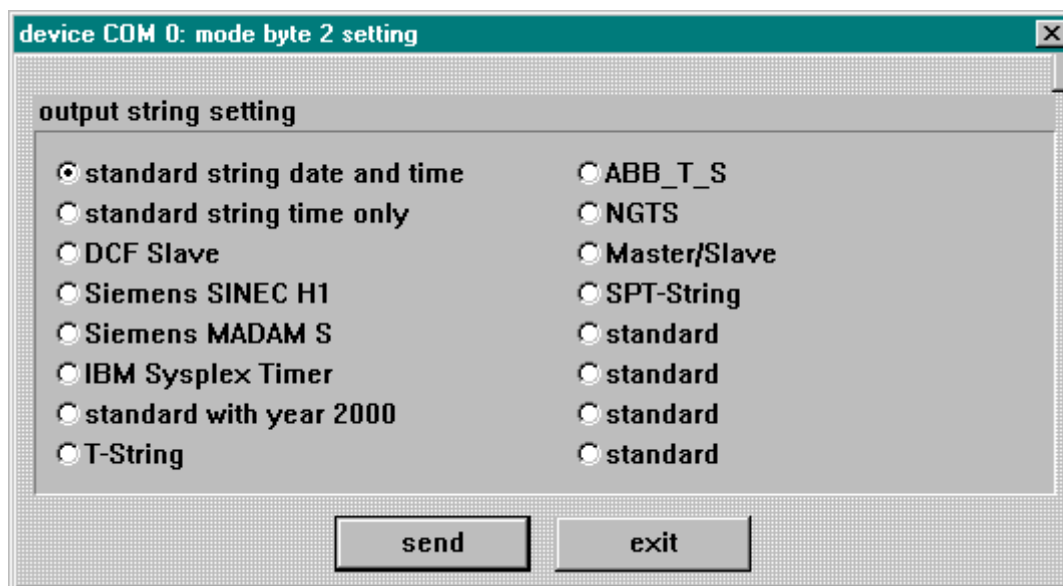 device COM 0: mode byte 2 setting
output string setting
standard string date and time
standard string time only
DCF Slave
Siemens SINEC H1
Siemens MADAM S
IBM Sysplex Timer
standard with year 2000
T-String
ABB_T_S
NGTS
Master/Slave
SPT-String
standard
standard
standard
standard
send
exit